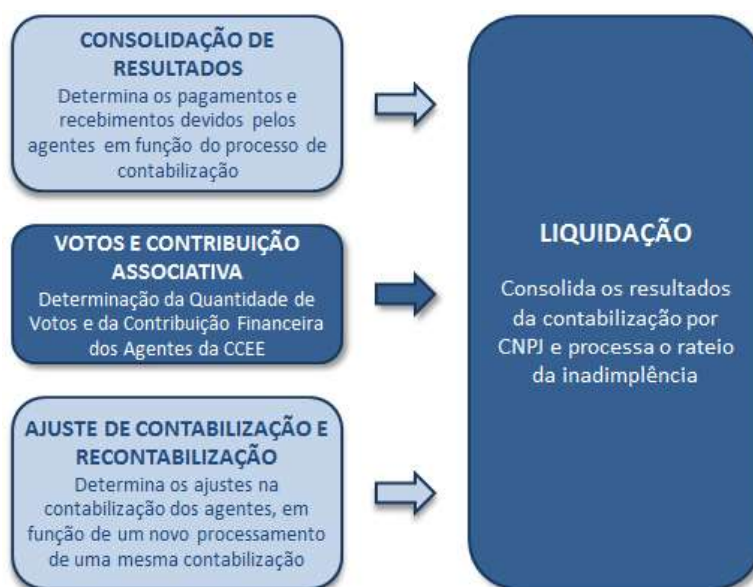 CONSOLIDAÇÃO DE
RESULTADOS
Determina os pagamentos e
recebimentos devidos pelos
agentes em função do processo de
contabilização
VOTOS E CONTRIBUIÇÃO
ASSOCIATIVA
Determinação da Quantidade de
Votos e da Contribuição Financeira
dos Agentes da CCEE
AJUSTE DE CONTABILIZAÇÃO E
RECONTABILIZAÇÃO
Determina os ajustes na
contabilização dos agentes, em
função de um novo processamento
de uma mesma contabilização
LIQUIDAÇÃO
Consolida os resultados
da contabilização por
CNPJ e processa o rateio
da inadimplência